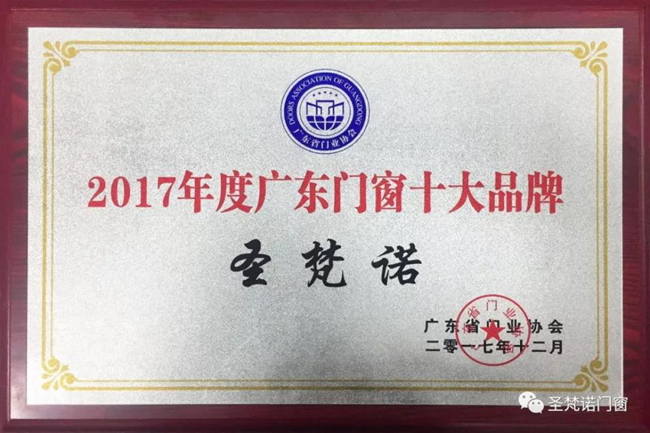 DOORS ASSOCIATION OF GUANGDONG
广东省门业协会
2017年度广东门窗十大品牌
圣梵诺
广东省门业协会
二零一七年十二月
圣梵诺门窗